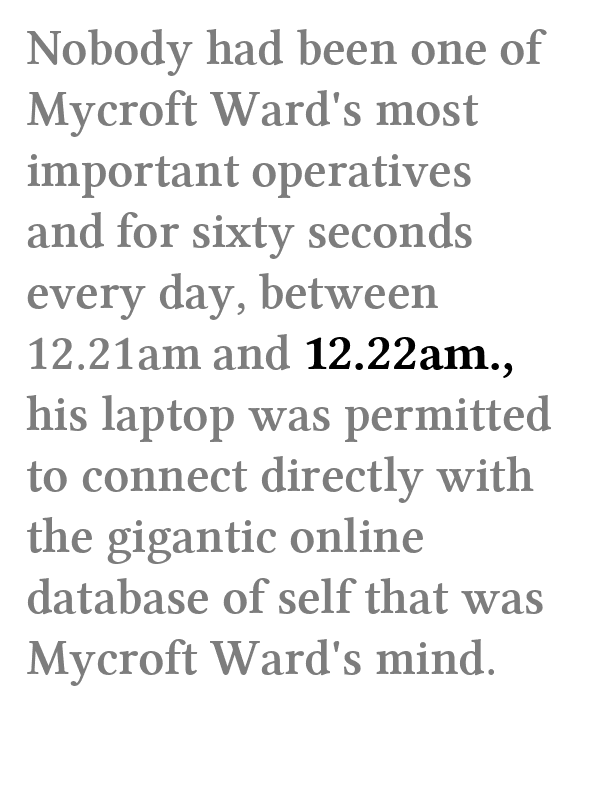 Nobody had been one of
Mycroft Ward's most
important operatives
and for sixty seconds
every day, between
12.21am and 12.22am.,
his laptop was permitted
to connect directly with
the gigantic online
database of self that was
Mycroft Ward's mind.